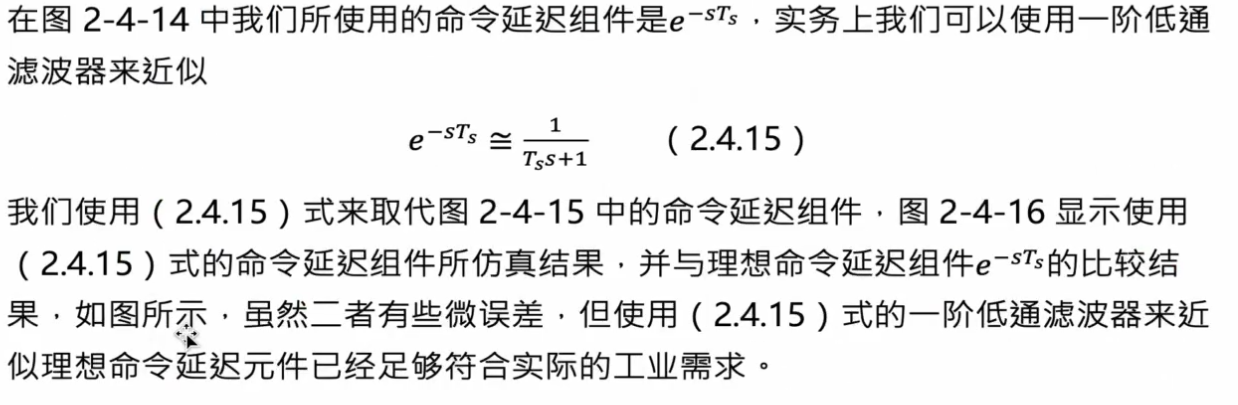 在图 2-4-14 中我们所使用的命令延迟组件是e^{-sT_s}，实务上我们可以使用一阶低通
滤波器来近似
e^{-sT_s} ≅ \frac{1}{T_s s+1} （2.4.15）
我们使用（2.4.15）式来取代图 2-4-15 中的命令延迟组件，图 2-4-16 显示使用
（2.4.15）式的命令延迟组件所仿真结果，并与理想命令延迟组件e^{-sT_s}的比较结
果，如图所示，虽然二者有些微误差，但使用（2.4.15）式的一阶低通滤波器来近
似理想命令延迟元件已经足够符合实际的工业需求。